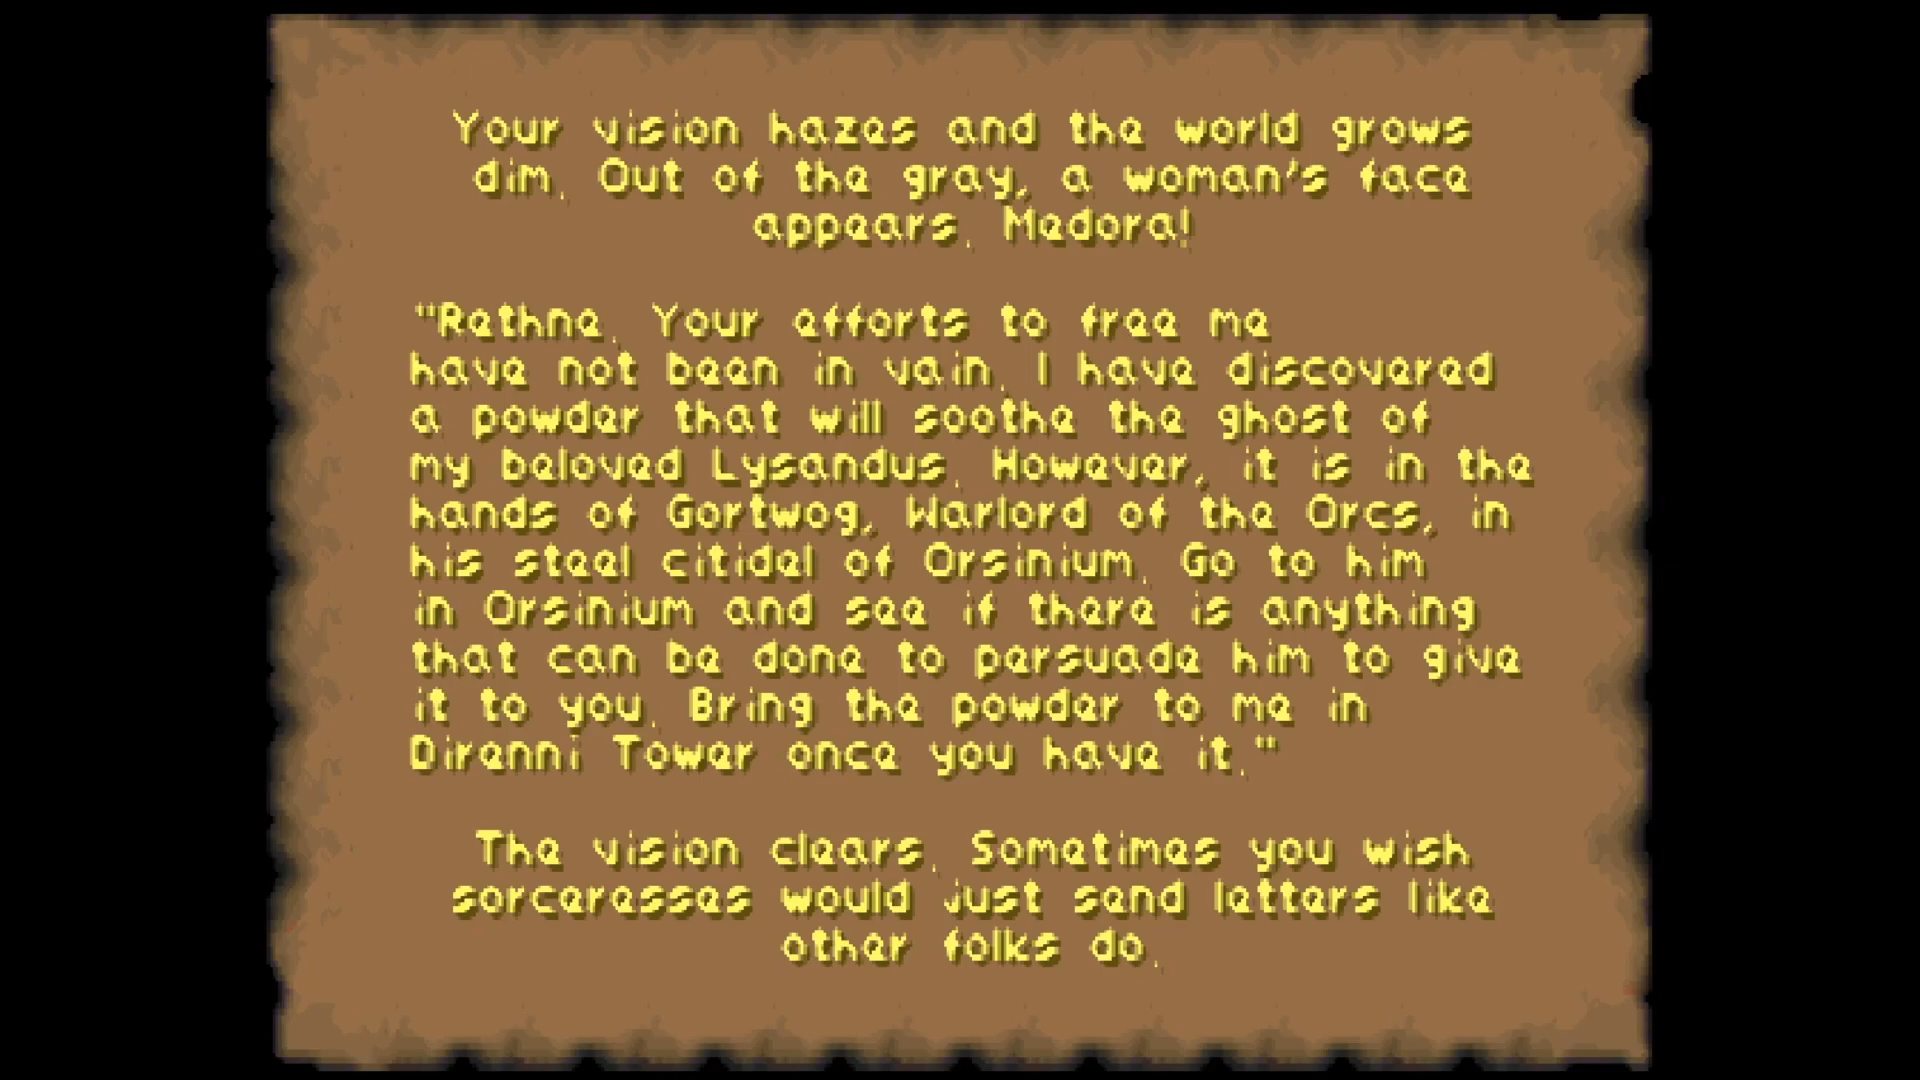 Your vision hazes and the world grows
dim. Out of the gray, a woman's face
appears. Medora!
"Rathne. Your efforts to free me
have not been in vain. I have discovered
a powder that will soothe the ghost of
my beloved Lysandus. However, it is in the
hands of Gortwog, Warlord of the Orcs, in
his steel citidel of Orsinium. Go to him
in Orsinium and see if there is anything
that can be done to persuade him to give
it to you. Bring the powder to me in
Direnni Tower once you have it."
The vision clears. Sometimes you wish
sorceresses would just send letters like
other folks do.